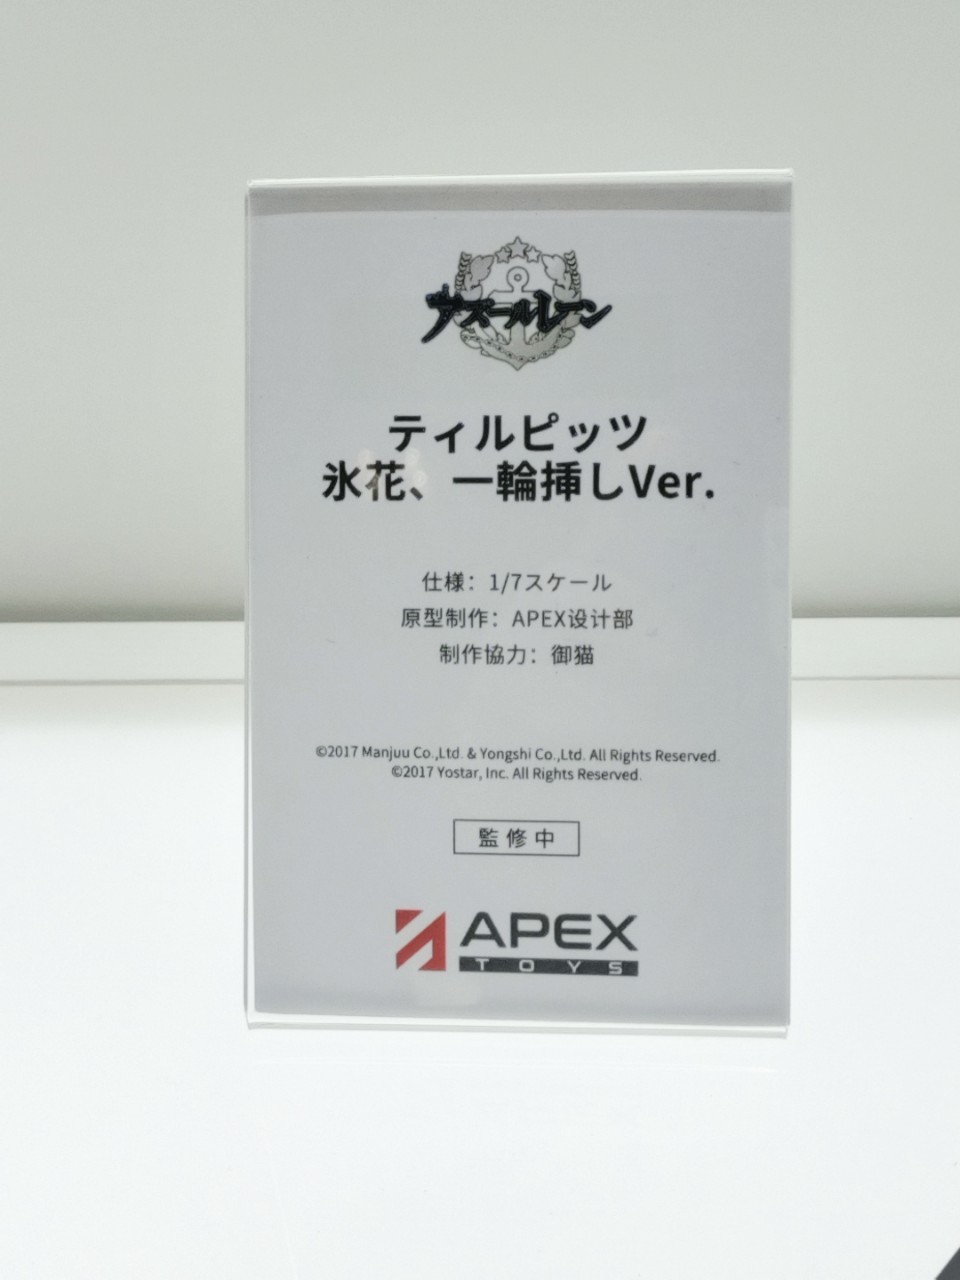 アズールレーン
ティルピッツ
氷花、一輪挿しVer.
仕様：1/7スケール
原型制作：APEX设计部
制作協力：御猫
©2017 Manjuu Co.,Ltd. & Yongshi Co.,Ltd. All Rights Reserved.
©2017 Yostar, Inc. All Rights Reserved.
監修中
APEX
TOYS